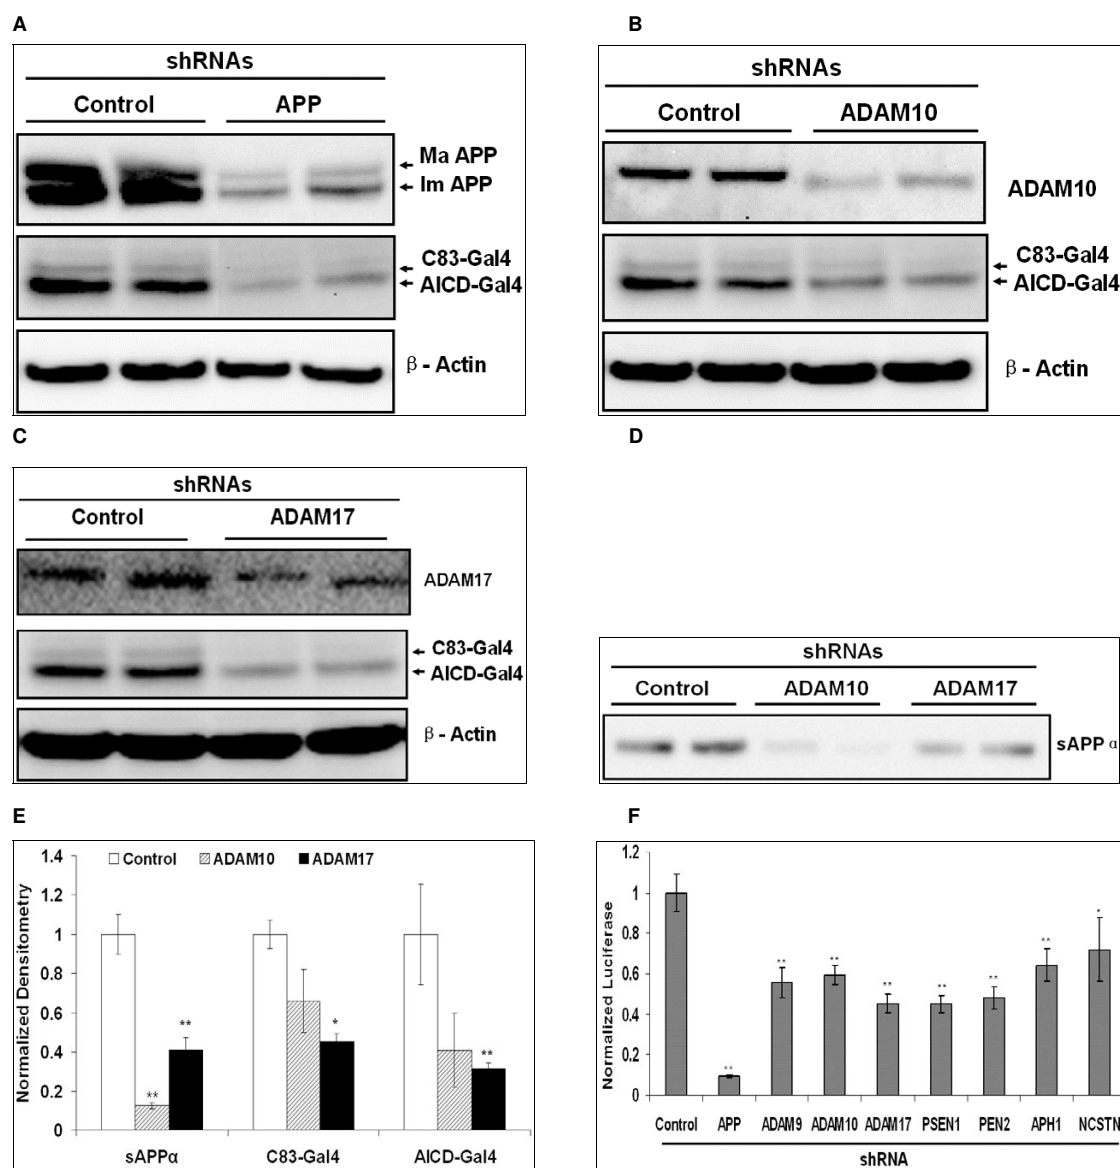 A
shRNAs
Control APP
Ma APP
Im APP
C83-Gal4
AICD-Gal4
β - Actin
B
shRNAs
Control ADAM10
ADAM10
C83-Gal4
AICD-Gal4
β - Actin
C
shRNAs
Control ADAM17
ADAM17
C83-Gal4
AICD-Gal4
β - Actin
D
shRNAs
Control ADAM10 ADAM17
sAPP α
E
Normalized Densitometry
Control ADAM10 ADAM17
1.4
1.2
1
0.8
0.6
0.4
0.2
0
** ** * **
sAPPα C83-Gal4 AICD-Gal4
F
Normalized Luciferase
1.2
1
0.8
0.6
0.4
0.2
0
** ** ** ** ** ** ** *
Control APP ADAM9 ADAM10 ADAM17 PSEN1 PEN2 APH1 NCSTN
shRNA